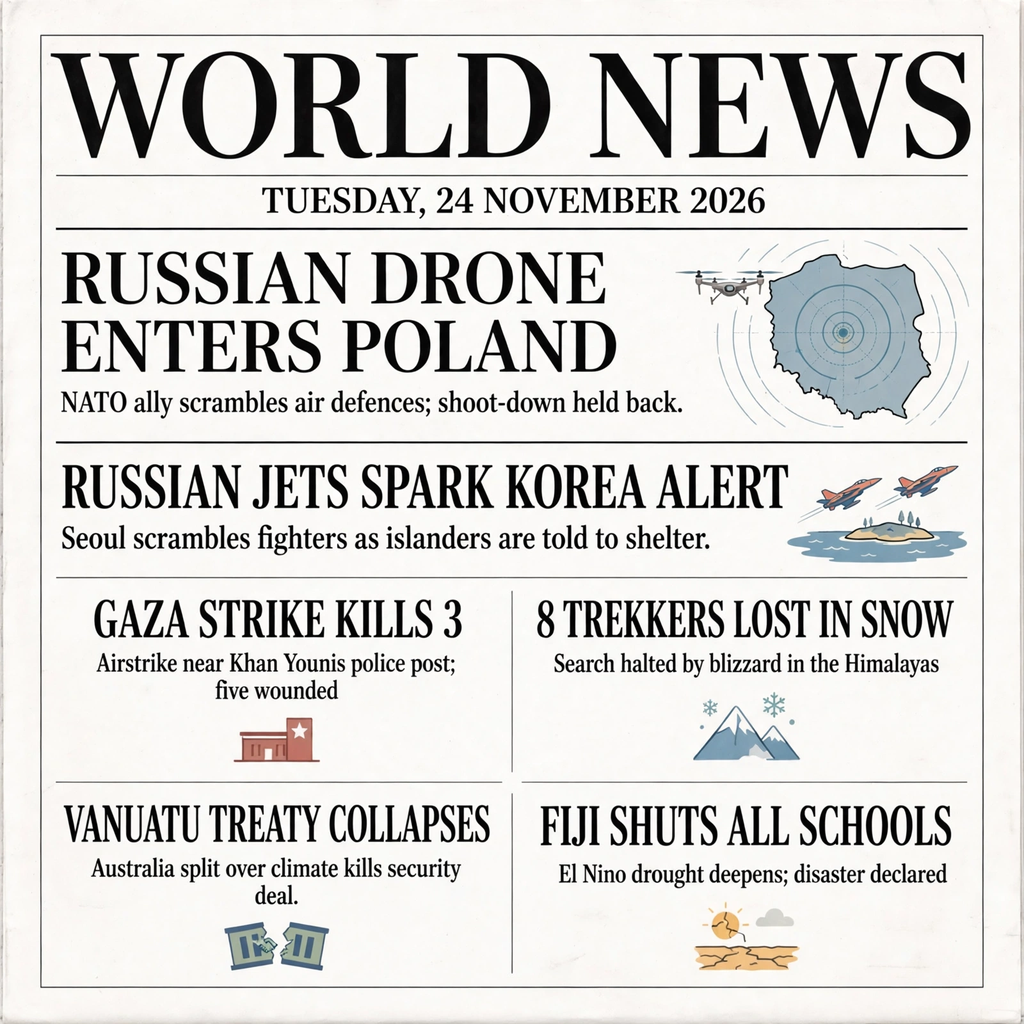 WORLD NEWS
TUESDAY, 24 NOVEMBER 2026
RUSSIAN DRONE
ENTERS POLAND
NATO ally scrambles air defences; shoot-down held back.
RUSSIAN JETS SPARK KOREA ALERT
Seoul scrambles fighters as islanders are told to shelter.
GAZA STRIKE KILLS 3
Airstrike near Khan Younis police post;
five wounded
8 TREKKERS LOST IN SNOW
Search halted by blizzard in the Himalayas
VANUATU TREATY COLLAPSES
Australia split over climate kills security
deal.
FIJI SHUTS ALL SCHOOLS
El Nino drought deepens; disaster declared